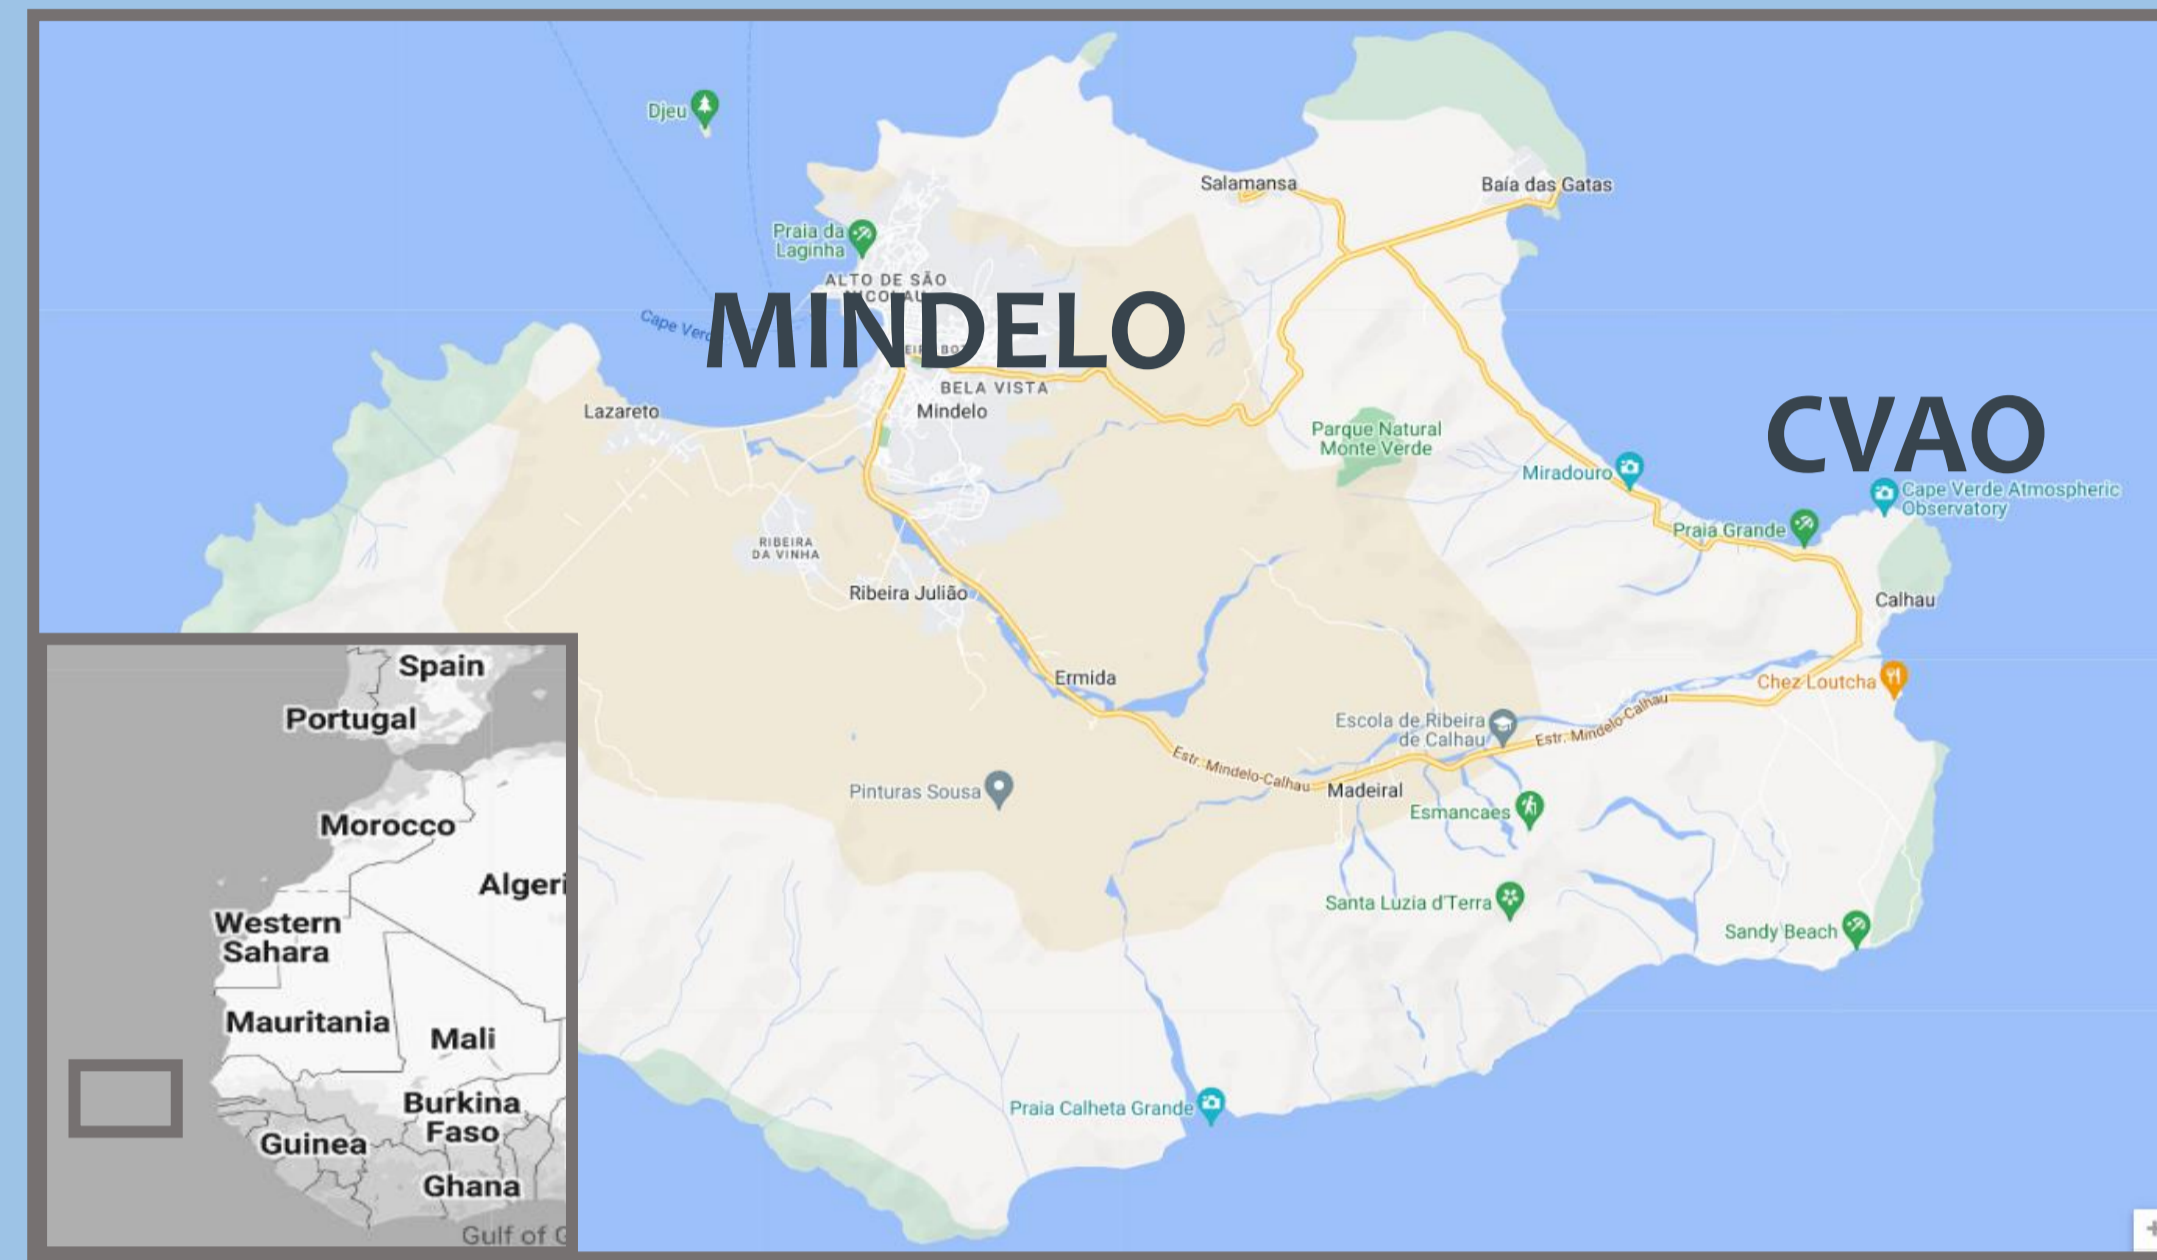 Djeu
Salamansa
Baía das Gatas
Praia da
Laginha
ALTO DE SÃO
MINDELO
BELA VISTA
Mindelo
Lazareto
CVAO
Parque Natural
Monte Verde
Miradouro
Cape Verde Atmospheric
Observatory
Praia Grande
RIBEIRA
DA VINHA
Ribeira Julião
Calhau
Ermida
Chez Loutcha
Escola de Ribeira
de Calhau
Estr. Mindelo-Calhau
Estr. Mindelo-Calhau
Pinturas Sousa
Madeiral
Esmancaes
Santa Luzia d'Terra
Sandy Beach
Praia Calheta Grande
Spain
Portugal
Morocco
Algeri
Western
Sahara
Mauritania
Mali
Burkina
Faso
Guinea
Ghana
Gulf of